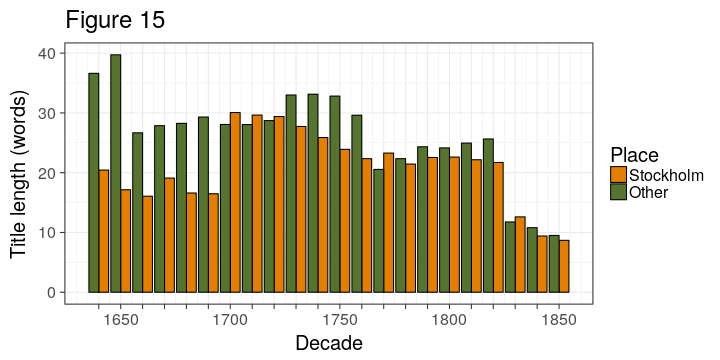 Figure 15
Title length (words)
40
30
20
10
0
1650 1700 1750 1800 1850
Decade
Place
Stockholm
Other